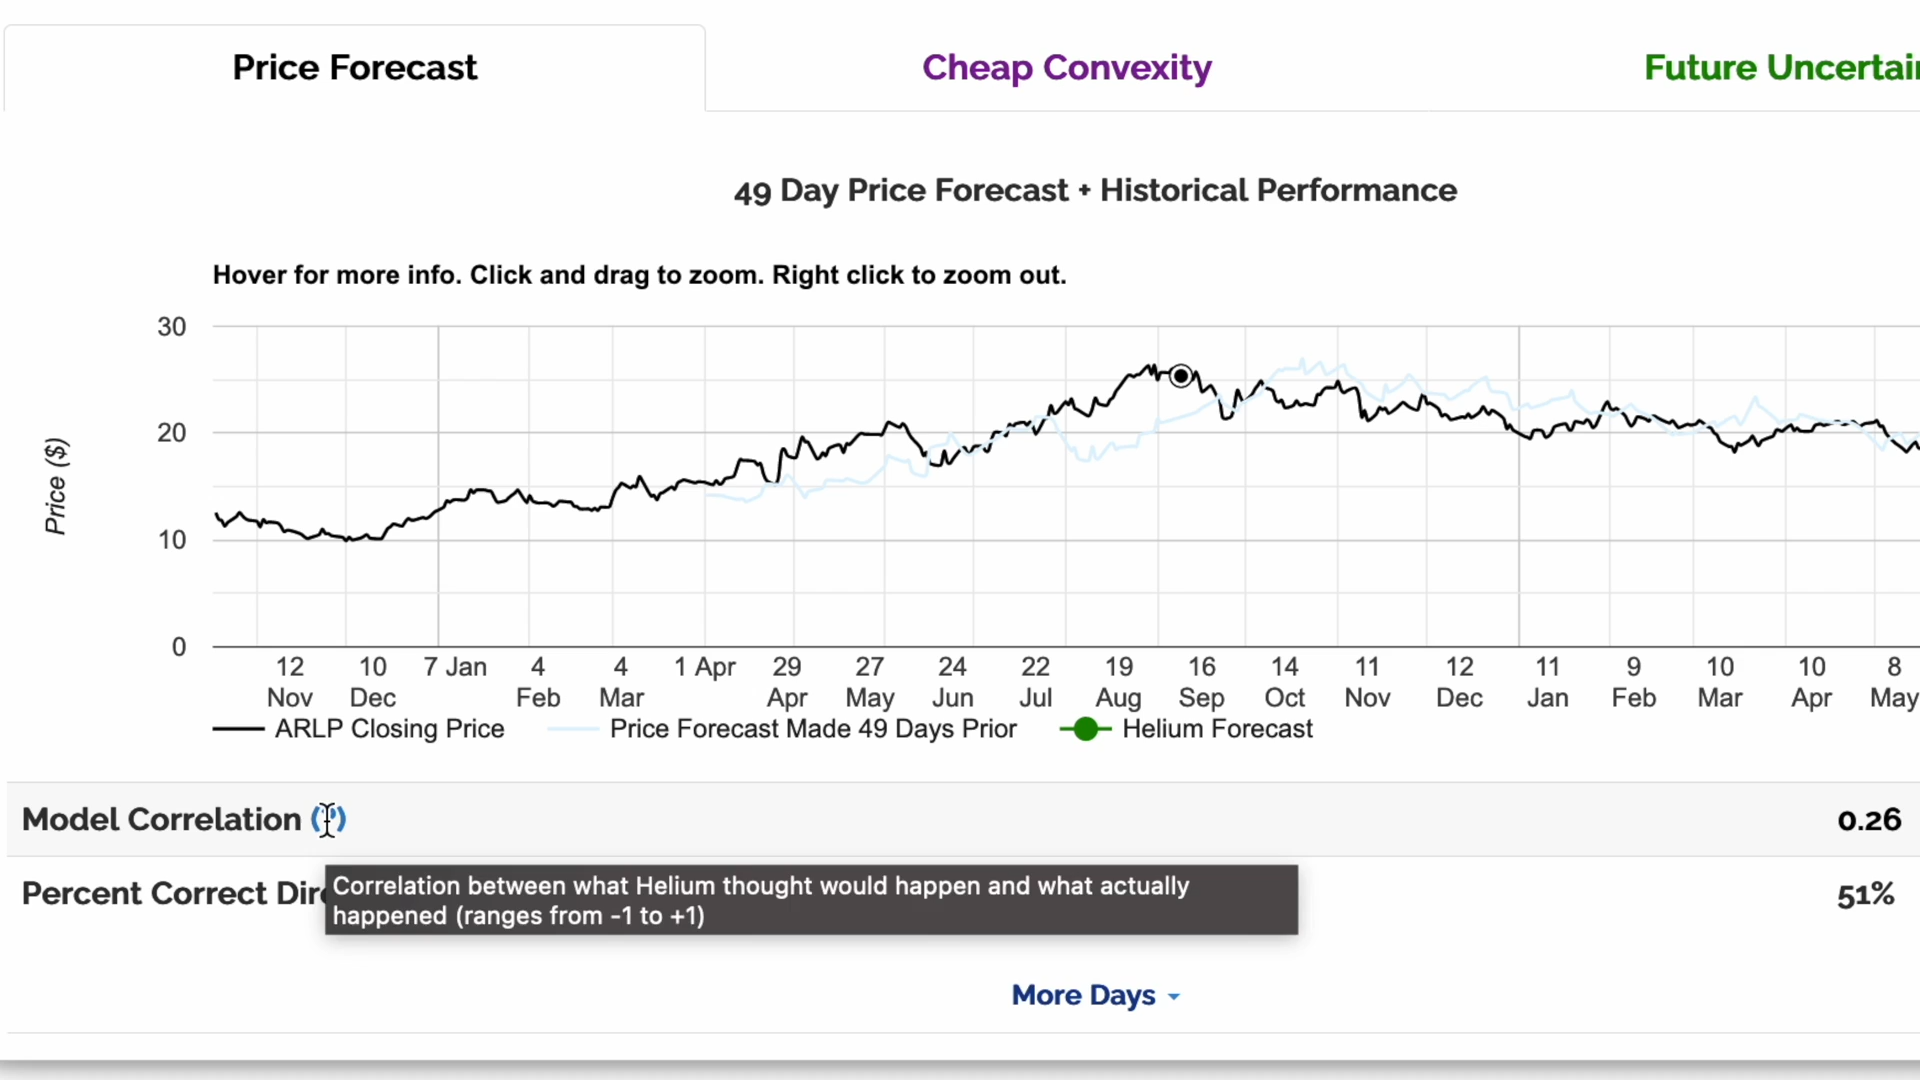 Price Forecast
Cheap Convexity
Future Uncertai
49 Day Price Forecast + Historical Performance
Hover for more info. Click and drag to zoom. Right click to zoom out.
Price ($)
30
20
10
0
12 Nov
10 Dec
7 Jan
4 Feb
4 Mar
1 Apr
29 Apr
27 May
24 Jun
22 Jul
19 Aug
16 Sep
14 Oct
11 Nov
12 Dec
11 Jan
9 Feb
10 Mar
10 Apr
8 May
ARLP Closing Price
Price Forecast Made 49 Days Prior
Helium Forecast
Model Correlation (?)
0.26
Percent Correct Dir
51%
Correlation between what Helium thought would happen and what actually
happened (ranges from -1 to +1)
More Days